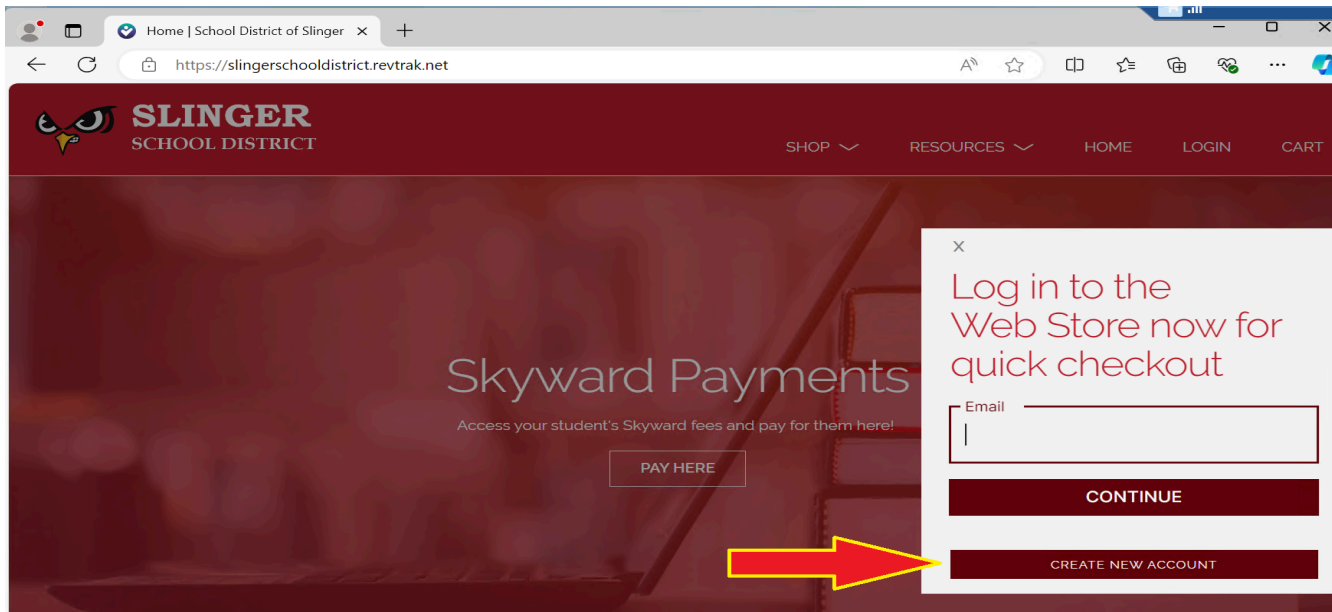 Home | School District of Slinger
https://slingerschooldistrict.revtrak.net
SLINGER
SCHOOL DISTRICT
SHOP RESOURCES HOME LOGIN CART
x
Log in to the
Web Store now for
quick checkout
Skyward Payments
Access your student's Skyward fees and pay for them here!
PAY HERE
Email
CONTINUE
CREATE NEW ACCOUNT